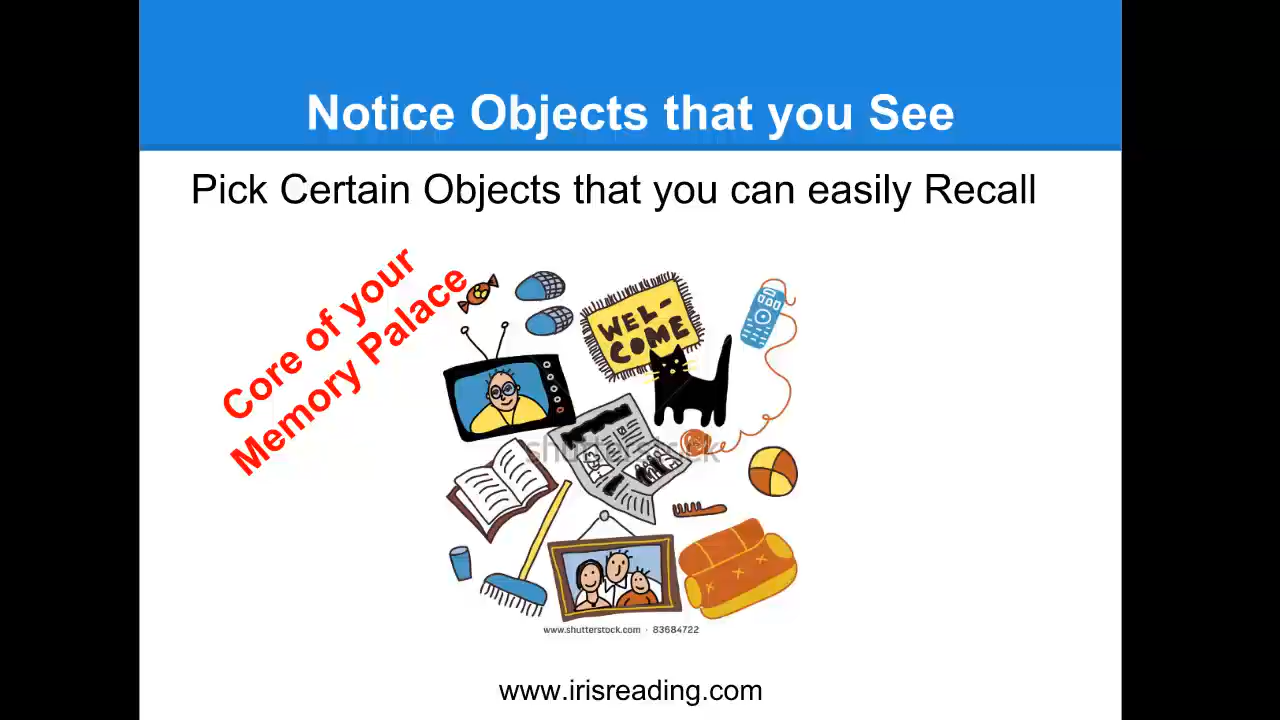 Notice Objects that you See
Pick Certain Objects that you can easily Recall
Core of your
Memory Palace
WEL-
COME
shutterstock
www.shutterstock.com · 83684722
www.irisreading.com